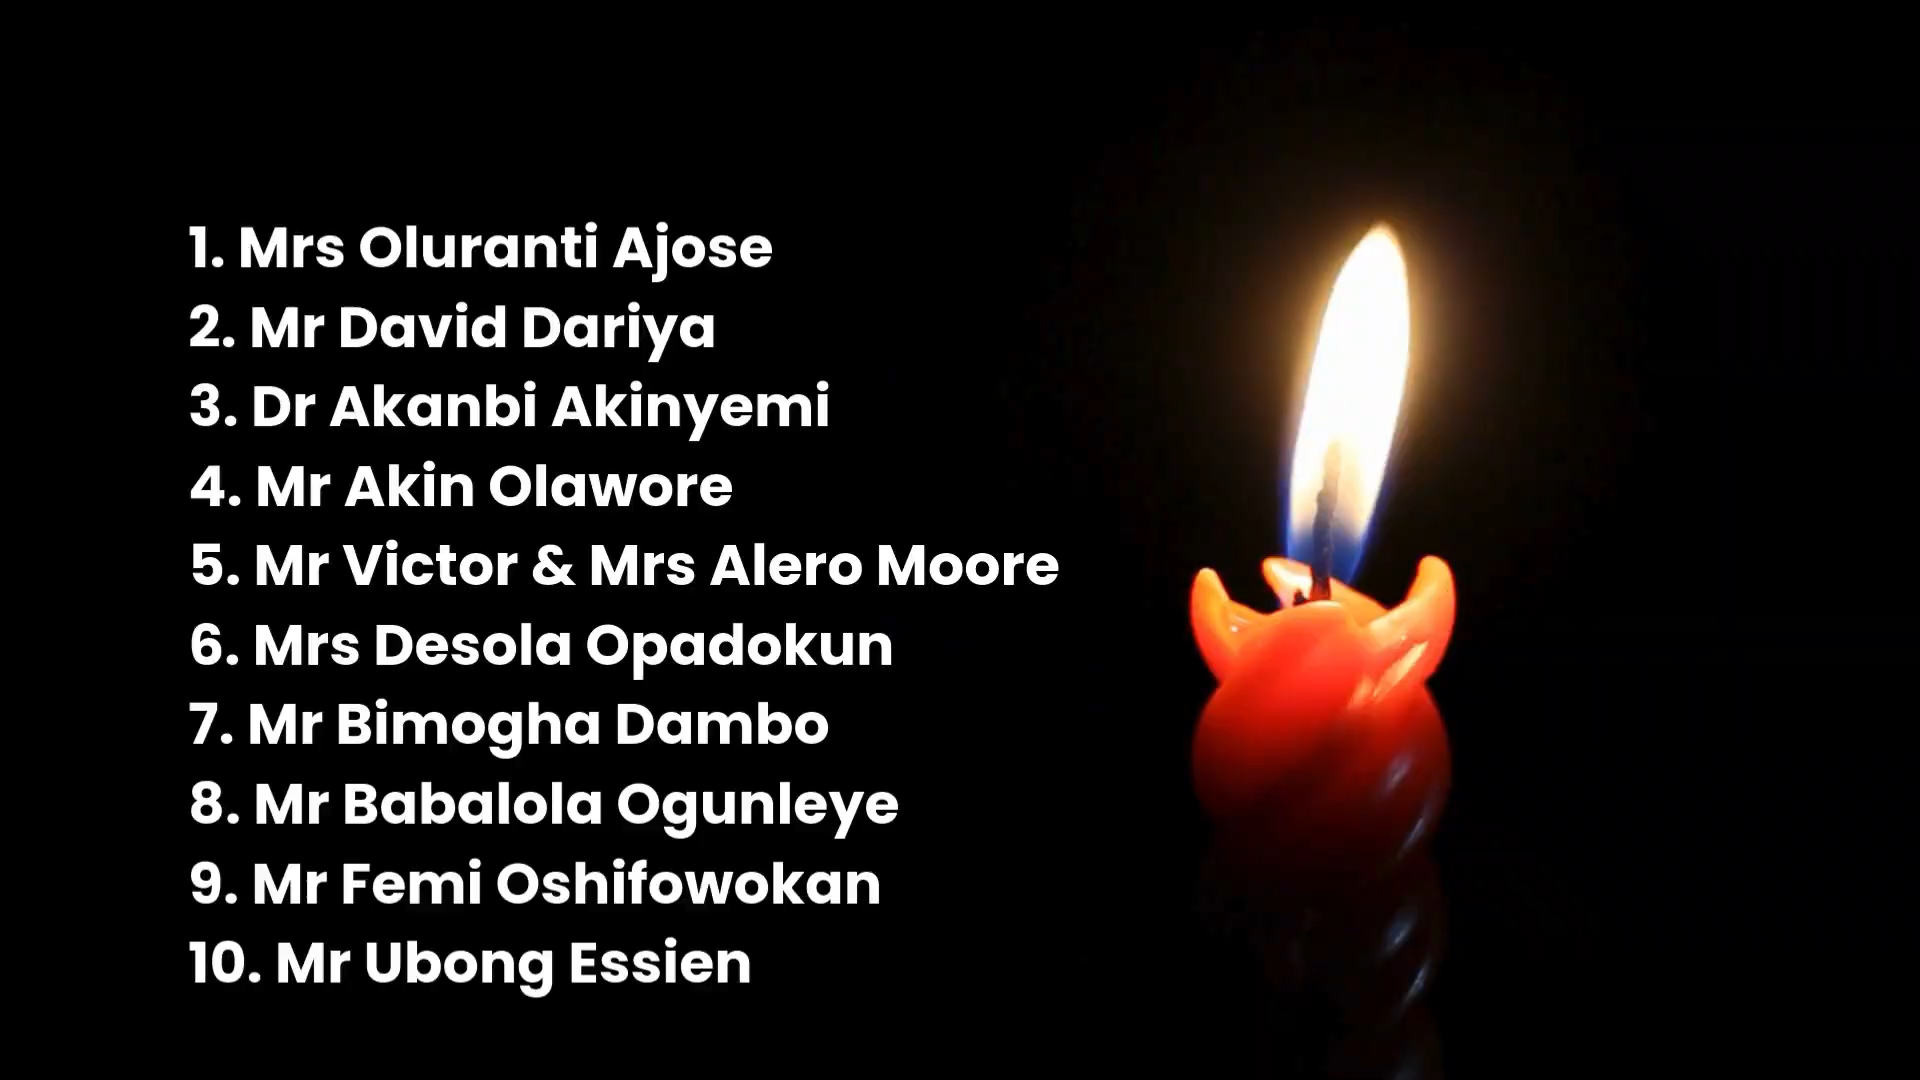 1. Mrs Oluranti Ajose
2. Mr David Dariya
3. Dr Akanbi Akinyemi
4. Mr Akin Olawore
5. Mr Victor & Mrs Alero Moore
6. Mrs Desola Opadokun
7. Mr Bimogha Dambo
8. Mr Babalola Ogunleye
9. Mr Femi Oshifowokan
10. Mr Ubong Essien